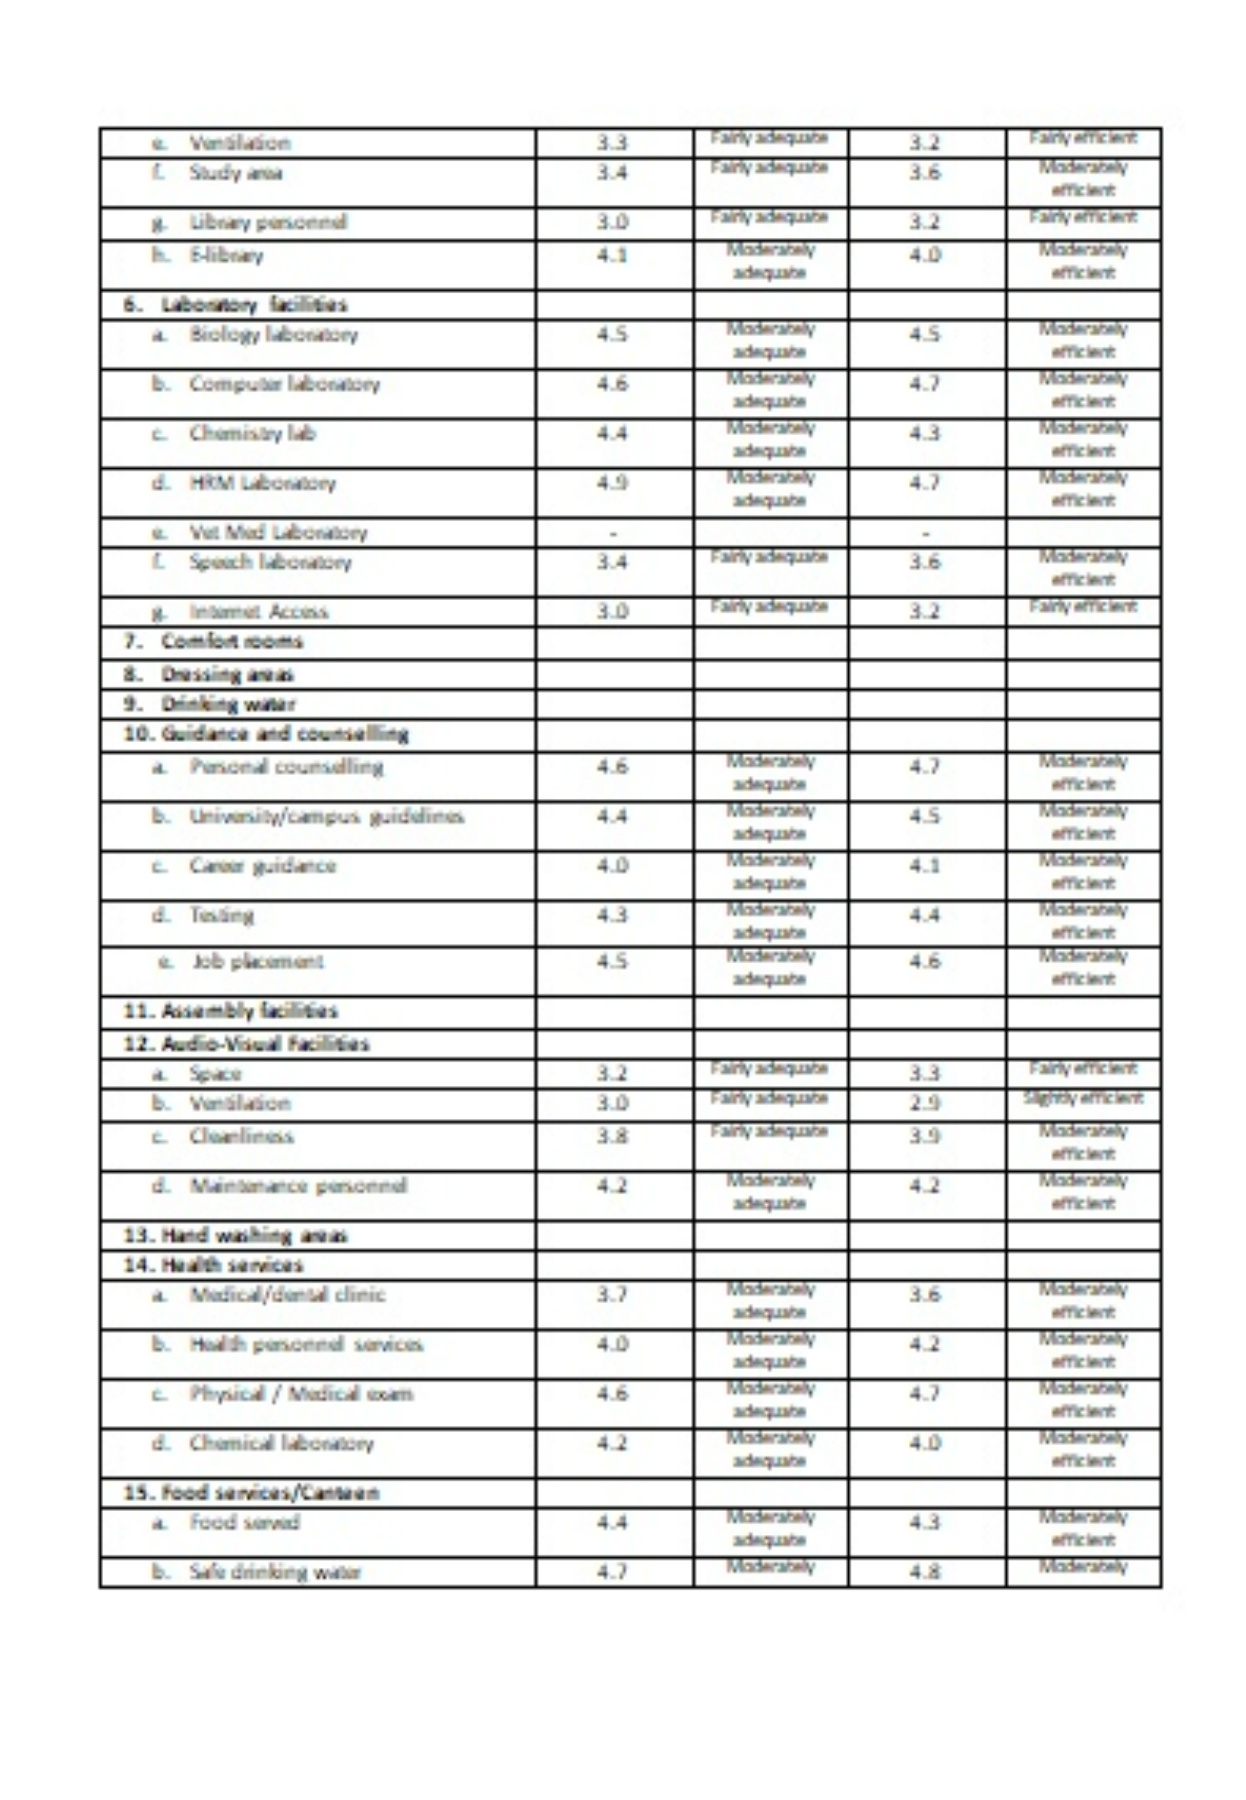 e. Ventilation 3.3 Fairly adequate 3.2 Fairly efficient
f. Study area 3.4 Fairly adequate 3.6 Moderately efficient
g. Library personnel 3.0 Fairly adequate 3.2 Fairly efficient
h. E-library 4.1 Moderately adequate 4.0 Moderately efficient
6. Laboratory facilities
a. Biology laboratory 4.5 Moderately adequate 4.5 Moderately efficient
b. Computer laboratory 4.6 Moderately adequate 4.7 Moderately efficient
c. Chemistry lab 4.4 Moderately adequate 4.3 Moderately efficient
d. HRM Laboratory 4.9 Moderately adequate 4.7 Moderately efficient
e. Vet Med Laboratory - -
f. Speech laboratory 3.4 Fairly adequate 3.6 Moderately efficient
g. Internet Access 3.0 Fairly adequate 3.2 Fairly efficient
7. Comfort rooms
8. Dressing areas
9. Drinking water
10. Guidance and counselling
a. Personal counselling 4.6 Moderately adequate 4.7 Moderately efficient
b. University/campus guidelines 4.4 Moderately adequate 4.5 Moderately efficient
c. Career guidance 4.0 Moderately adequate 4.1 Moderately efficient
d. Testing 4.3 Moderately adequate 4.4 Moderately efficient
e. Job placement 4.5 Moderately adequate 4.6 Moderately efficient
11. Assembly facilities
12. Audio-Visual Facilities
a. Space 3.2 Fairly adequate 3.3 Fairly efficient
b. Ventilation 3.0 Fairly adequate 2.9 Slightly efficient
c. Cleanliness 3.8 Fairly adequate 3.9 Moderately efficient
d. Maintenance personnel 4.2 Moderately adequate 4.2 Moderately efficient
13. Hand washing areas
14. Health services
a. Medical/dental clinic 3.7 Moderately adequate 3.6 Moderately efficient
b. Health personnel services 4.0 Moderately adequate 4.2 Moderately efficient
c. Physical / Medical exam 4.6 Moderately adequate 4.7 Moderately efficient
d. Chemical laboratory 4.2 Moderately adequate 4.0 Moderately efficient
15. Food services/Canteen
a. Food served 4.4 Moderately adequate 4.3 Moderately efficient
b. Safe drinking water 4.7 Moderately 4.8 Moderately